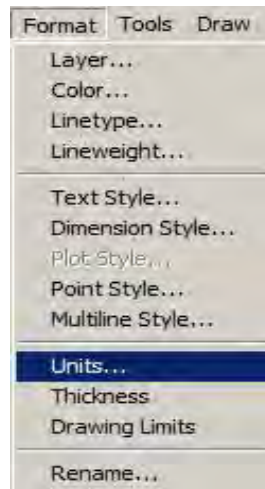 Format Tools Draw
Layer...
Color...
Linetype...
Lineweight...
Text Style...
Dimension Style...
Plot Style...
Point Style...
Multiline Style...
Units...
Thickness
Drawing Limits
Rename...